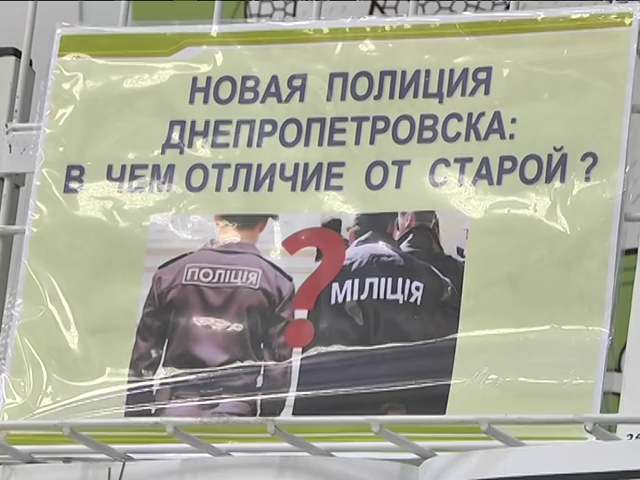 НОВАЯ ПОЛИЦИЯ
ДНЕПРОПЕТРОВСКА:
В ЧЕМ ОТЛИЧИЕ ОТ СТАРОЙ ?
ПОЛІЦІЯ
МІЛІЦІЯ